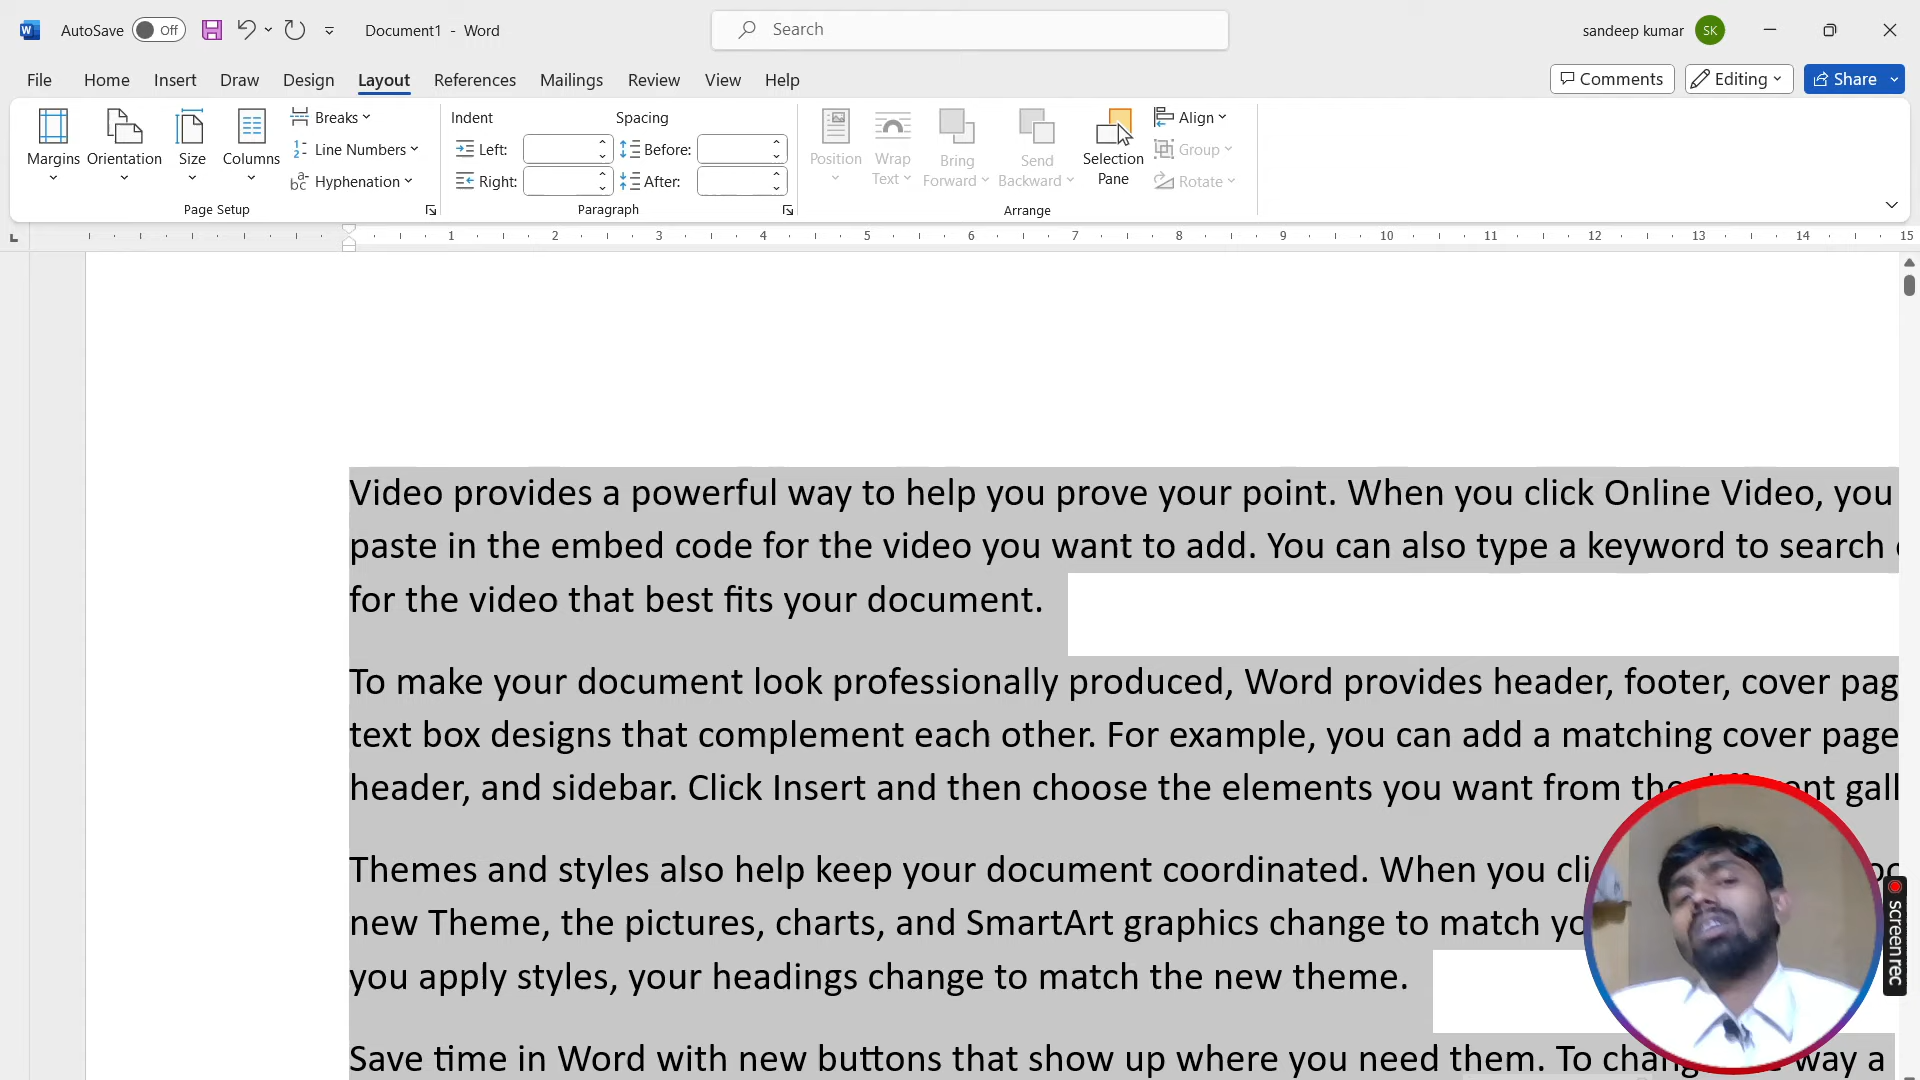 AutoSave Off Document1 - Word Search sandeep kumar SK
File Home Insert Draw Design Layout References Mailings Review View Help Comments Editing Share
Margins Orientation Size Columns
Breaks
Line Numbers
Hyphenation
Page Setup
Indent Spacing
Left: Before:
Right: After:
Paragraph
Position
Wrap Text
Bring Forward
Send Backward
Selection Pane
Align
Group
Rotate
Arrange
1 2 3 4 5 6 7 8 9 10 11 12 13 14 15
Video provides a powerful way to help you prove your point. When you click Online Video, you
paste in the embed code for the video you want to add. You can also type a keyword to search
for the video that best fits your document.
To make your document look professionally produced, Word provides header, footer, cover pag
text box designs that complement each other. For example, you can add a matching cover page
header, and sidebar. Click Insert and then choose the elements you want from the different gall
Themes and styles also help keep your document coordinated. When you cli
new Theme, the pictures, charts, and SmartArt graphics change to match yo
you apply styles, your headings change to match the new theme.
Save time in Word with new buttons that show up where you need them. To chang way a
screenrec